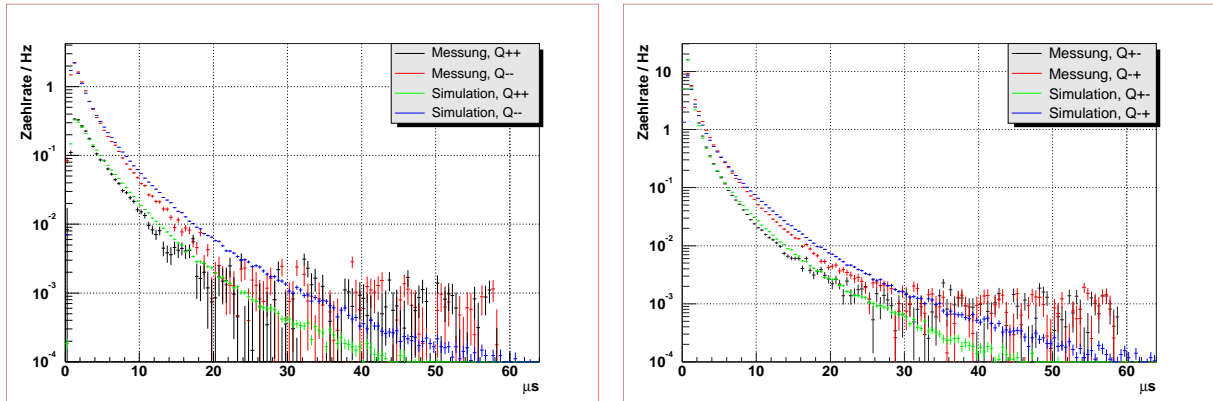 Zaehlrate / Hz
Messung, Q++
Messung, Q--
Simulation, Q++
Simulation, Q--
1
10^-1
10^-2
10^-3
10^-4
0 10 20 30 40 50 60
μs
Zaehlrate / Hz
Messung, Q+-
Messung, Q-+
Simulation, Q+-
Simulation, Q-+
10
1
10^-1
10^-2
10^-3
10^-4
0 10 20 30 40 50 60
μs